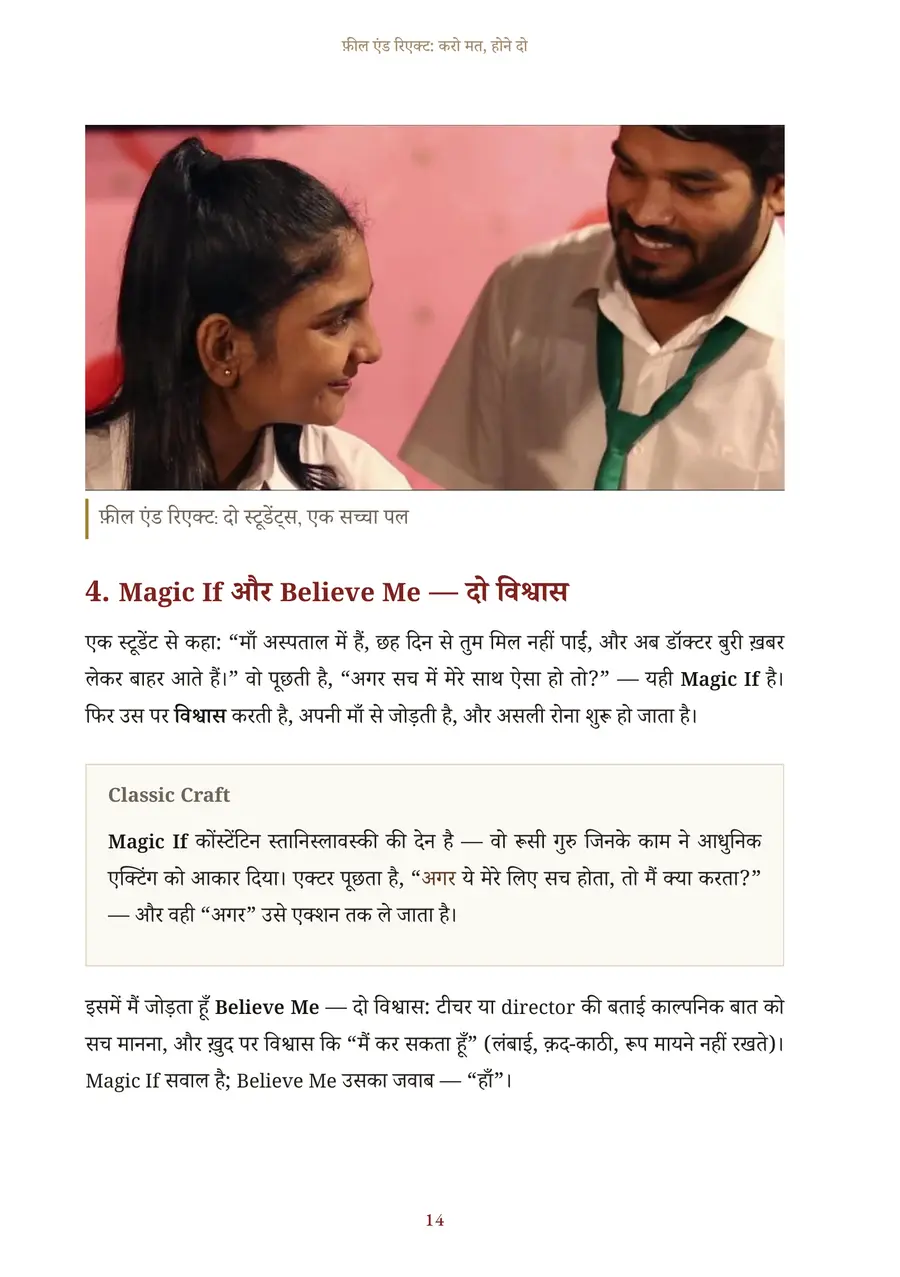 फ़ील एंड रिएक्ट: करो मत, होने दो
फ़ील एंड रिएक्ट: दो स्टूडेंट्स, एक सच्चा पल
4. Magic If और Believe Me — दो विश्वास
एक स्टूडेंट से कहा: “माँ अस्पताल में हैं, छह दिन से तुम मिल नहीं पाईं, और अब डॉक्टर बुरी ख़बर
लेकर बाहर आते हैं।” वो पूछती है, “अगर सच में मेरे साथ ऐसा हो तो?” — यही Magic If है।
फिर उस पर विश्वास करती है, अपनी माँ से जोड़ती है, और असली रोना शुरू हो जाता है।
Classic Craft
Magic If कोंस्टेंटिन स्तानिस्लावस्की की देन है — वो रूसी गुरु जिनके काम ने आधुनिक
एक्टिंग को आकार दिया। एक्टर पूछता है, “अगर ये मेरे लिए सच होता, तो मैं क्या करता?”
— और वही “अगर” उसे एक्शन तक ले जाता है।
इसमें मैं जोड़ता हूँ Believe Me — दो विश्वास: टीचर या director की बताई काल्पनिक बात को
सच मानना, और ख़ुद पर विश्वास कि “मैं कर सकता हूँ” (लंबाई, क़द-काठी, रूप मायने नहीं रखते)।
Magic If सवाल है; Believe Me उसका जवाब — “हाँ”।
14